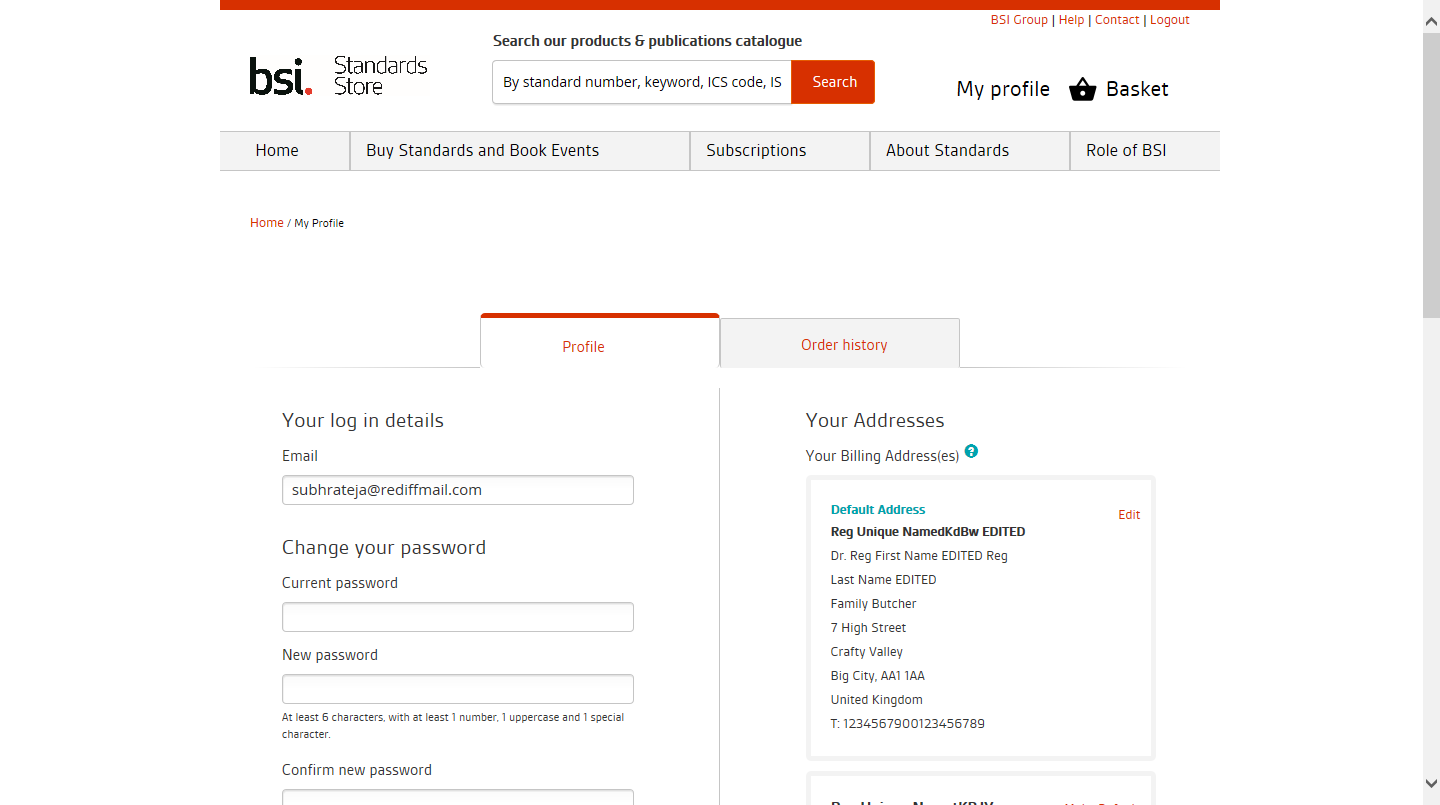 BSI Group | Help | Contact | Logout
Search our products & publications catalogue
bsi. Standards Store
By standard number, keyword, ICS code, IS
Search
My profile
Basket
Home
Buy Standards and Book Events
Subscriptions
About Standards
Role of BSI
Home / My Profile
Profile
Order history
Your log in details
Email
subhrateja@rediffmail.com
Change your password
Current password
New password
At least 6 characters, with at least 1 number, 1 uppercase and 1 special
character.
Confirm new password
Your Addresses
Your Billing Address(es) ?
Default Address
Edit
Reg Unique NamedKdBw EDITED
Dr. Reg First Name EDITED Reg
Last Name EDITED
Family Butcher
7 High Street
Crafty Valley
Big City, AA1 1AA
United Kingdom
T: 1234567900123456789